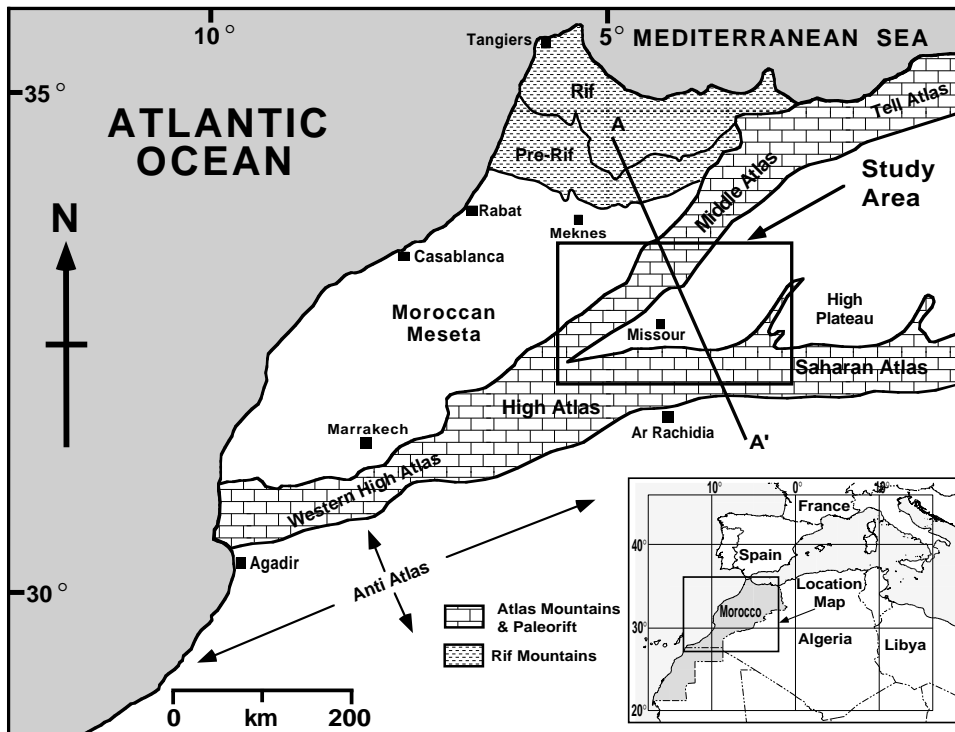 10°
5°
MEDITERRANEAN SEA
Tangiers
35°
Rif
Tell Atlas
ATLANTIC
OCEAN
A
Pre-Rif
Study
Area
Middle Atlas
N
Rabat
Meknes
Casablanca
Moroccan
Meseta
High
Plateau
Missour
Saharan Atlas
High Atlas
Marrakech
Ar Rachidia
A'
Western High Atlas
Agadir
Anti Atlas
30°
Atlas Mountains
& Paleorift
Rif Mountains
0 km 200
10° 0° 10°
France
40°
Spain
Location
Map
Morocco
30°
Algeria
Libya
20°